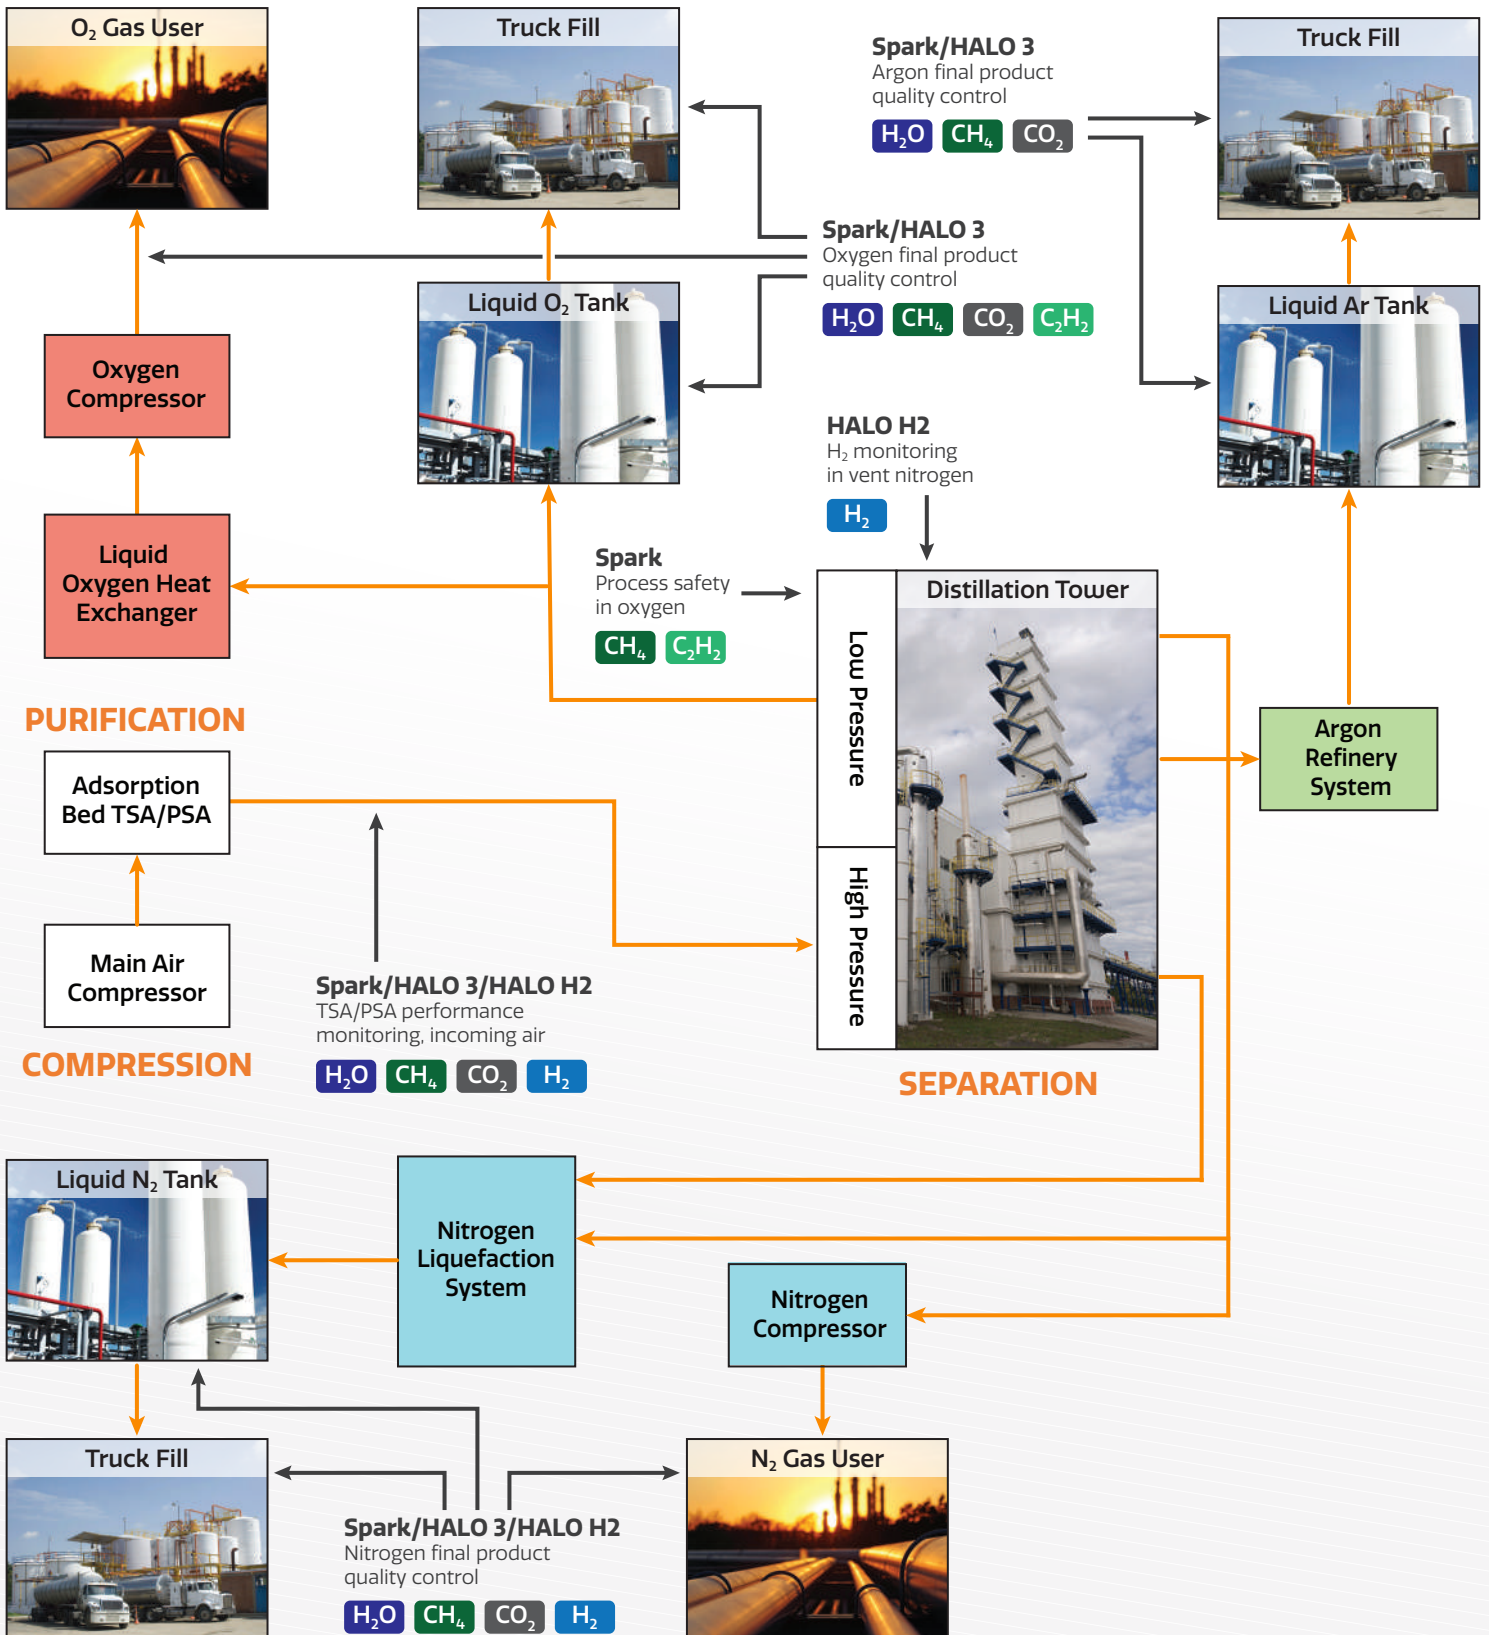 O₂ Gas User
Truck Fill
Spark/HALO 3
Argon final product
quality control
H₂O CH₄ CO₂
Truck Fill
Spark/HALO 3
Oxygen final product
quality control
H₂O CH₄ CO₂ C₂H₂
Liquid O₂ Tank
Liquid Ar Tank
Oxygen
Compressor
HALO H2
H₂ monitoring
in vent nitrogen
H₂
Liquid
Oxygen Heat
Exchanger
Spark
Process safety
in oxygen
CH₄ C₂H₂
Distillation Tower
Low Pressure
High Pressure
PURIFICATION
Adsorption
Bed TSA/PSA
Argon
Refinery
System
Main Air
Compressor
COMPRESSION
Spark/HALO 3/HALO H2
TSA/PSA performance
monitoring, incoming air
H₂O CH₄ CO₂ H₂
SEPARATION
Liquid N₂ Tank
Nitrogen
Liquefaction
System
Nitrogen
Compressor
Truck Fill
Spark/HALO 3/HALO H2
Nitrogen final product
quality control
H₂O CH₄ CO₂ H₂
N₂ Gas User